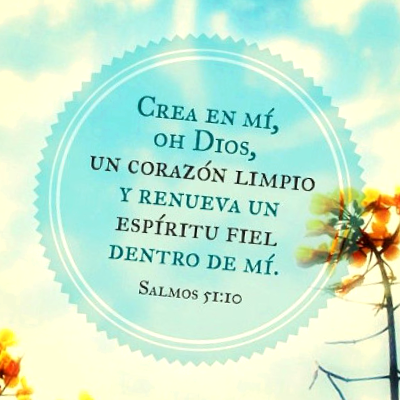 Crea en mí,
oh Dios,
un corazón limpio
y renueva un
espíritu fiel
dentro de mí.
Salmos 51:10